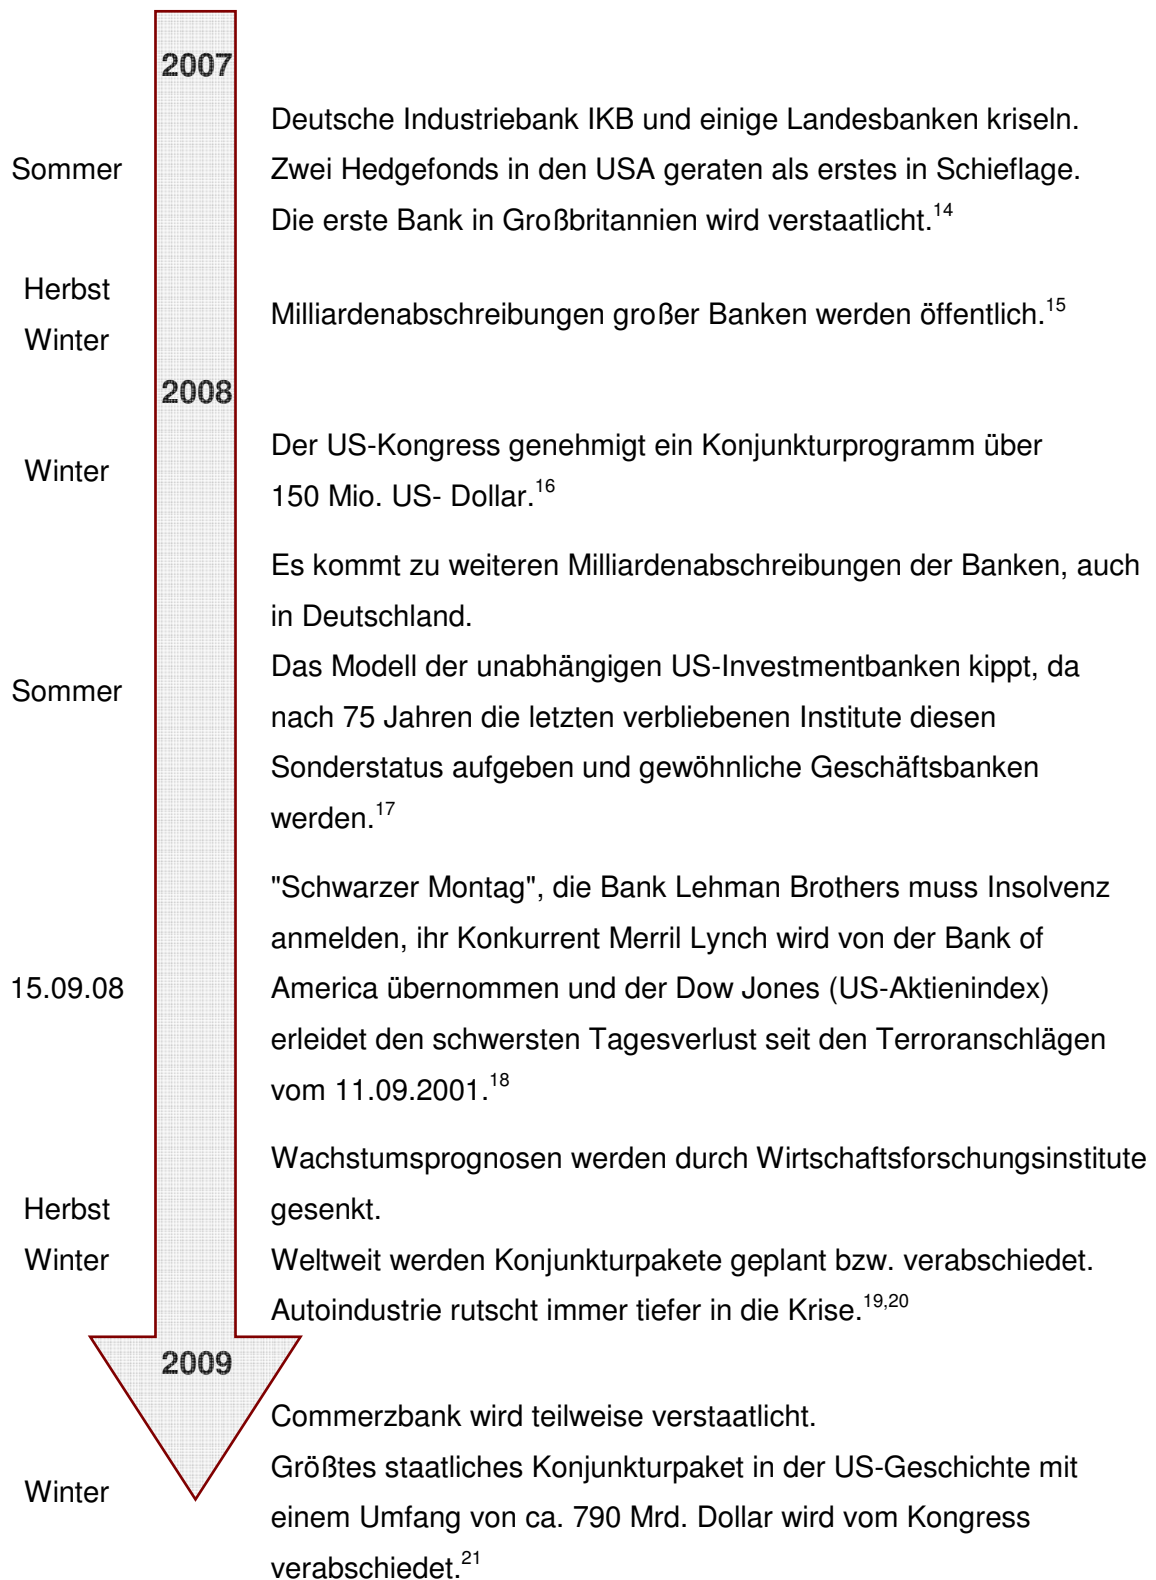 2007
Deutsche Industriebank IKB und einige Landesbanken kriseln.
Sommer
Zwei Hedgefonds in den USA geraten als erstes in Schieflage.
Die erste Bank in Großbritannien wird verstaatlicht.14
Herbst
Winter
Milliardenabschreibungen großer Banken werden öffentlich.15
2008
Winter
Der US-Kongress genehmigt ein Konjunkturprogramm über
150 Mio. US- Dollar.16
Es kommt zu weiteren Milliardenabschreibungen der Banken, auch
in Deutschland.
Sommer
Das Modell der unabhängigen US-Investmentbanken kippt, da
nach 75 Jahren die letzten verbliebenen Institute diesen
Sonderstatus aufgeben und gewöhnliche Geschäftsbanken
werden.17
"Schwarzer Montag", die Bank Lehman Brothers muss Insolvenz
anmelden, ihr Konkurrent Merril Lynch wird von der Bank of
15.09.08
America übernommen und der Dow Jones (US-Aktienindex)
erleidet den schwersten Tagesverlust seit den Terroranschlägen
vom 11.09.2001.18
Wachstumsprognosen werden durch Wirtschaftsforschungsinstitute
Herbst
gesenkt.
Winter
Weltweit werden Konjunkturpakete geplant bzw. verabschiedet.
Autoindustrie rutscht immer tiefer in die Krise.19,20
2009
Commerzbank wird teilweise verstaatlicht.
Winter
Größtes staatliches Konjunkturpaket in der US-Geschichte mit
einem Umfang von ca. 790 Mrd. Dollar wird vom Kongress
verabschiedet.21